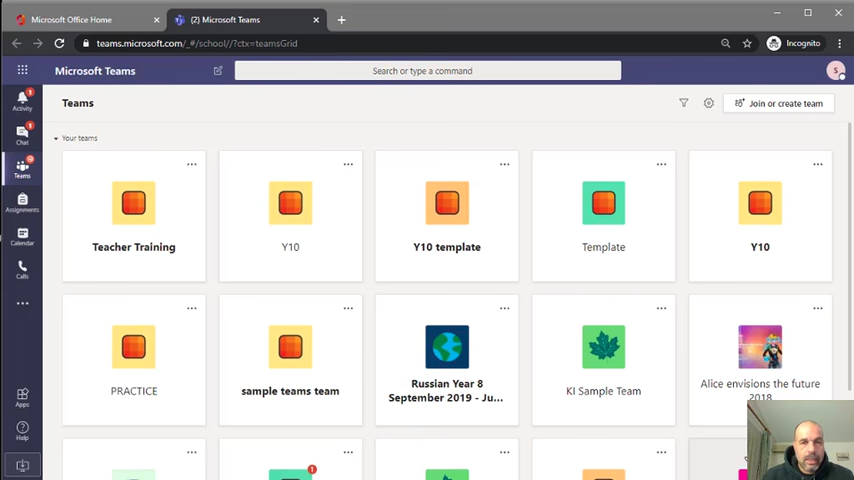 Microsoft Office Home
(2) Microsoft Teams
teams.microsoft.com/_#/school//?ctx=teamsGrid
Incognito
Microsoft Teams
Search or type a command
S
Activity
1
Chat
1
Teams
Assignments
Calendar
Calls
Apps
Help
Teams
Join or create team
Your teams
Teacher Training
Y10
Y10 template
Template
Y10
PRACTICE
sample teams team
Russian Year 8
September 2019 - Ju...
KI Sample Team
Alice envisions the future
2018
1